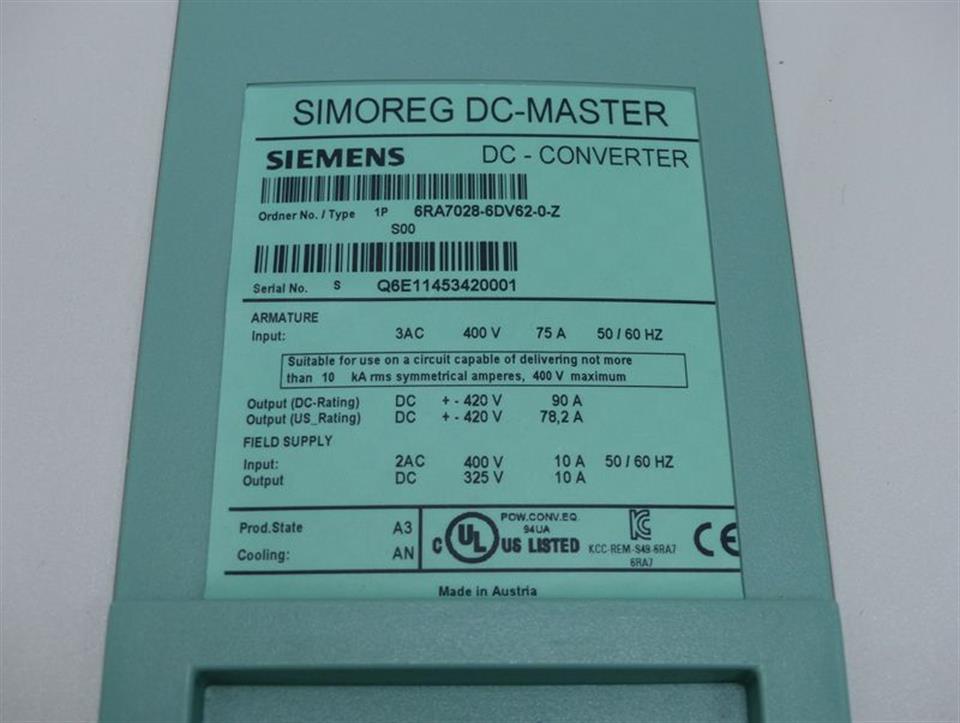 SIMOREG DC-MASTER
SIEMENS DC - CONVERTER
Ordner No. / Type 1P 6RA7028-6DV62-0-Z
S00
Serial No. S Q6E11453420001
ARMATURE
Input: 3AC 400 V 75 A 50 / 60 HZ
Suitable for use on a circuit capable of delivering not more
than 10 kA rms symmetrical amperes, 400 V maximum
Output (DC-Rating) DC + - 420 V 90 A
Output (US_Rating) DC + - 420 V 78,2 A
FIELD SUPPLY
Input: 2AC 400 V 10 A 50 / 60 HZ
Output DC 325 V 10 A
Prod.State A3
Cooling: AN
POW.CONV.EQ.
94UA
C UL US LISTED
KCC-REM-S49-6RA7
6RA7
CE
Made in Austria